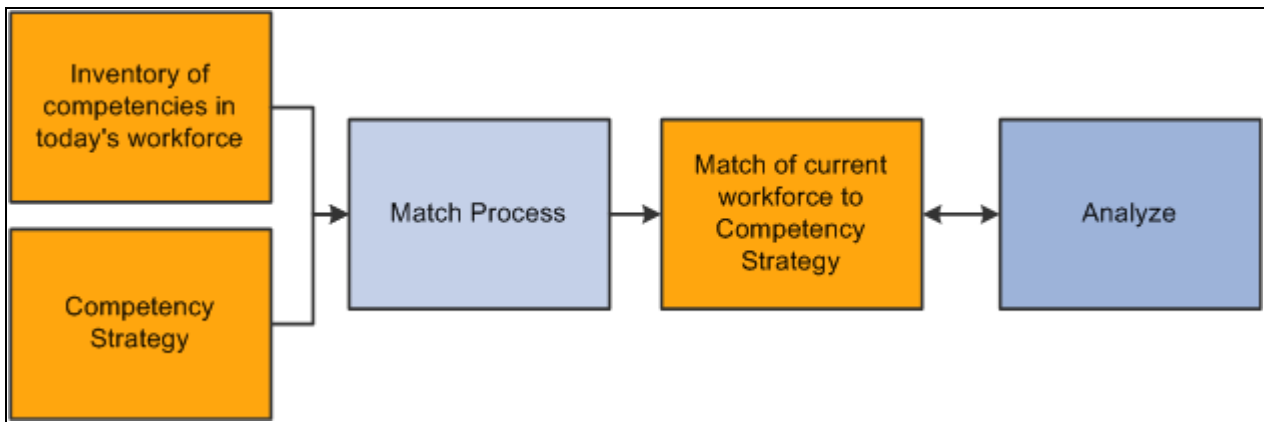 Inventory of
competencies in
today's workforce
Competency
Strategy
Match Process
Match of current
workforce to
Competency
Strategy
Analyze